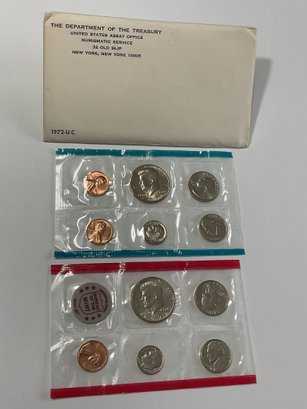 THE DEPARTMENT OF THE TREASURY
UNITED STATES ASSAY OFFICE
NUMISMATIC SERVICE
32 OLD SLIP
NEW YORK, NEW YORK 10005
1972-U.C.